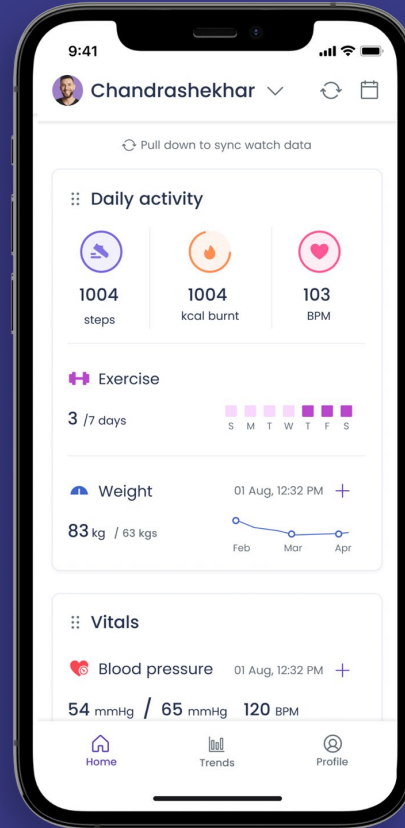 9:41
Chandrashekhar
Pull down to sync watch data
Daily activity
1004 1004 103
steps kcal burnt BPM
Exercise
3 /7 days
S M T W T F S
Weight 01 Aug, 12:32 PM
83 kg / 63 kgs
Feb Mar Apr
Vitals
Blood pressure 01 Aug, 12:32 PM
54 mmHg / 65 mmHg 120 BPM
Home Trends Profile